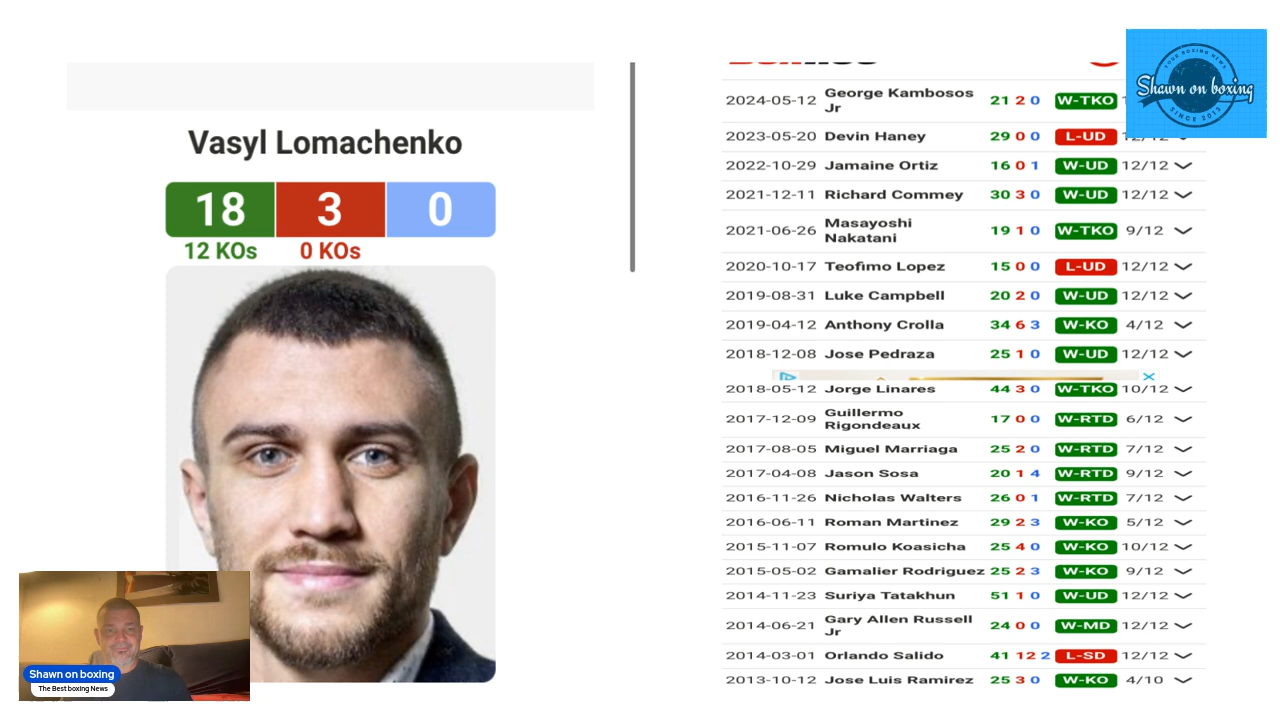 Vasyl Lomachenko
18 3 0
12 KOs 0 KOs
2024-05-12 George Kambosos Jr 21 2 0 W-TKO
2023-05-20 Devin Haney 29 0 0 L-UD 12/12
2022-10-29 Jamaine Ortiz 16 0 1 W-UD 12/12
2021-12-11 Richard Commey 30 3 0 W-UD 12/12
2021-06-26 Masayoshi Nakatani 19 1 0 W-TKO 9/12
2020-10-17 Teofimo Lopez 15 0 0 L-UD 12/12
2019-08-31 Luke Campbell 20 2 0 W-UD 12/12
2019-04-12 Anthony Crolla 34 6 3 W-KO 4/12
2018-12-08 Jose Pedraza 25 1 0 W-UD 12/12
2018-05-12 Jorge Linares 44 3 0 W-TKO 10/12
2017-12-09 Guillermo Rigondeaux 17 0 0 W-RTD 6/12
2017-08-05 Miguel Marriaga 25 2 0 W-RTD 7/12
2017-04-08 Jason Sosa 20 1 4 W-RTD 9/12
2016-11-26 Nicholas Walters 26 0 1 W-RTD 7/12
2016-06-11 Roman Martinez 29 2 3 W-KO 5/12
2015-11-07 Romulo Koasicha 25 4 0 W-KO 10/12
2015-05-02 Gamalier Rodriguez 25 2 3 W-KO 9/12
2014-11-23 Suriya Tatakhun 51 1 0 W-UD 12/12
2014-06-21 Gary Allen Russell Jr 24 0 0 W-MD 12/12
2014-03-01 Orlando Salido 41 12 2 L-SD 12/12
2013-10-12 Jose Luis Ramirez 25 3 0 W-KO 4/10
YOUR BOXING NEWS
Shawn on boxing
SINCE 2012
Shawn on boxing
The Best boxing News